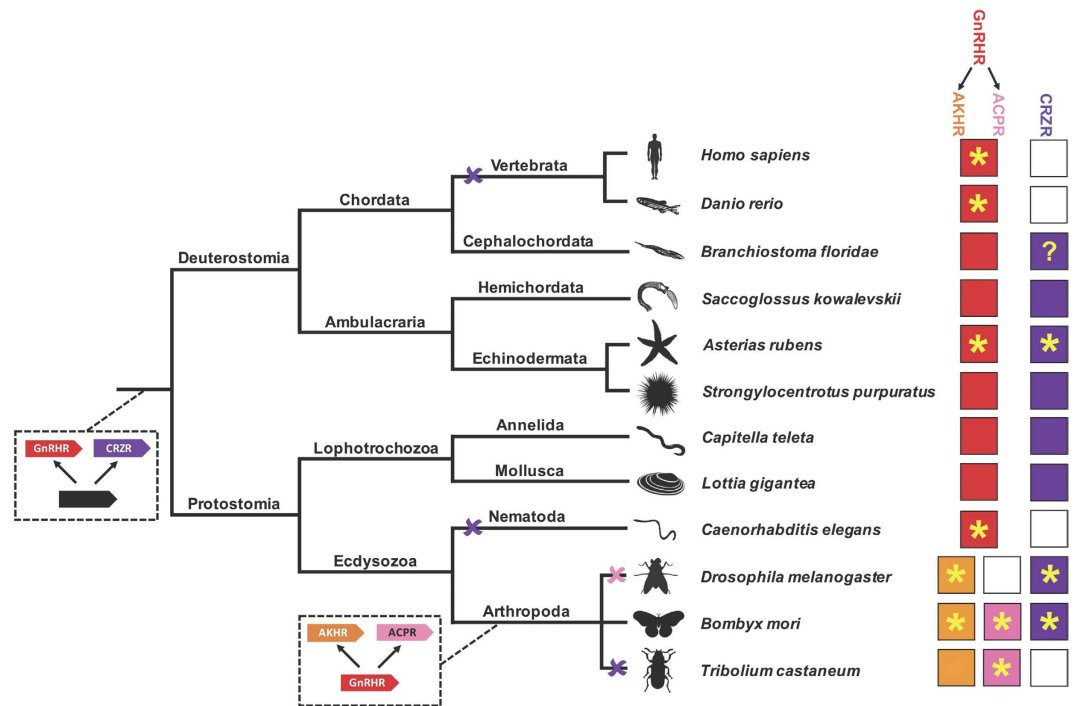 GnRHR
AKHR
ACPR
CRZR
Vertebrata
*
Homo sapiens
Chordata
*
Danio rerio
Cephalochordata
?
Branchiostoma floridae
Deuterostomia
Hemichordata
Saccoglossus kowalevskii
Ambulacraria
* *
Asterias rubens
Echinodermata
Strongylocentrotus purpuratus
GnRHR CRZR
Annelida
Capitella teleta
Lophotrochozoa
Mollusca
Lottia gigantea
Protostomia
Nematoda
*
Caenorhabditis elegans
Ecdysozoa
* *
Drosophila melanogaster
Arthropoda
* * *
Bombyx mori
AKHR ACPR
GnRHR
*
Tribolium castaneum